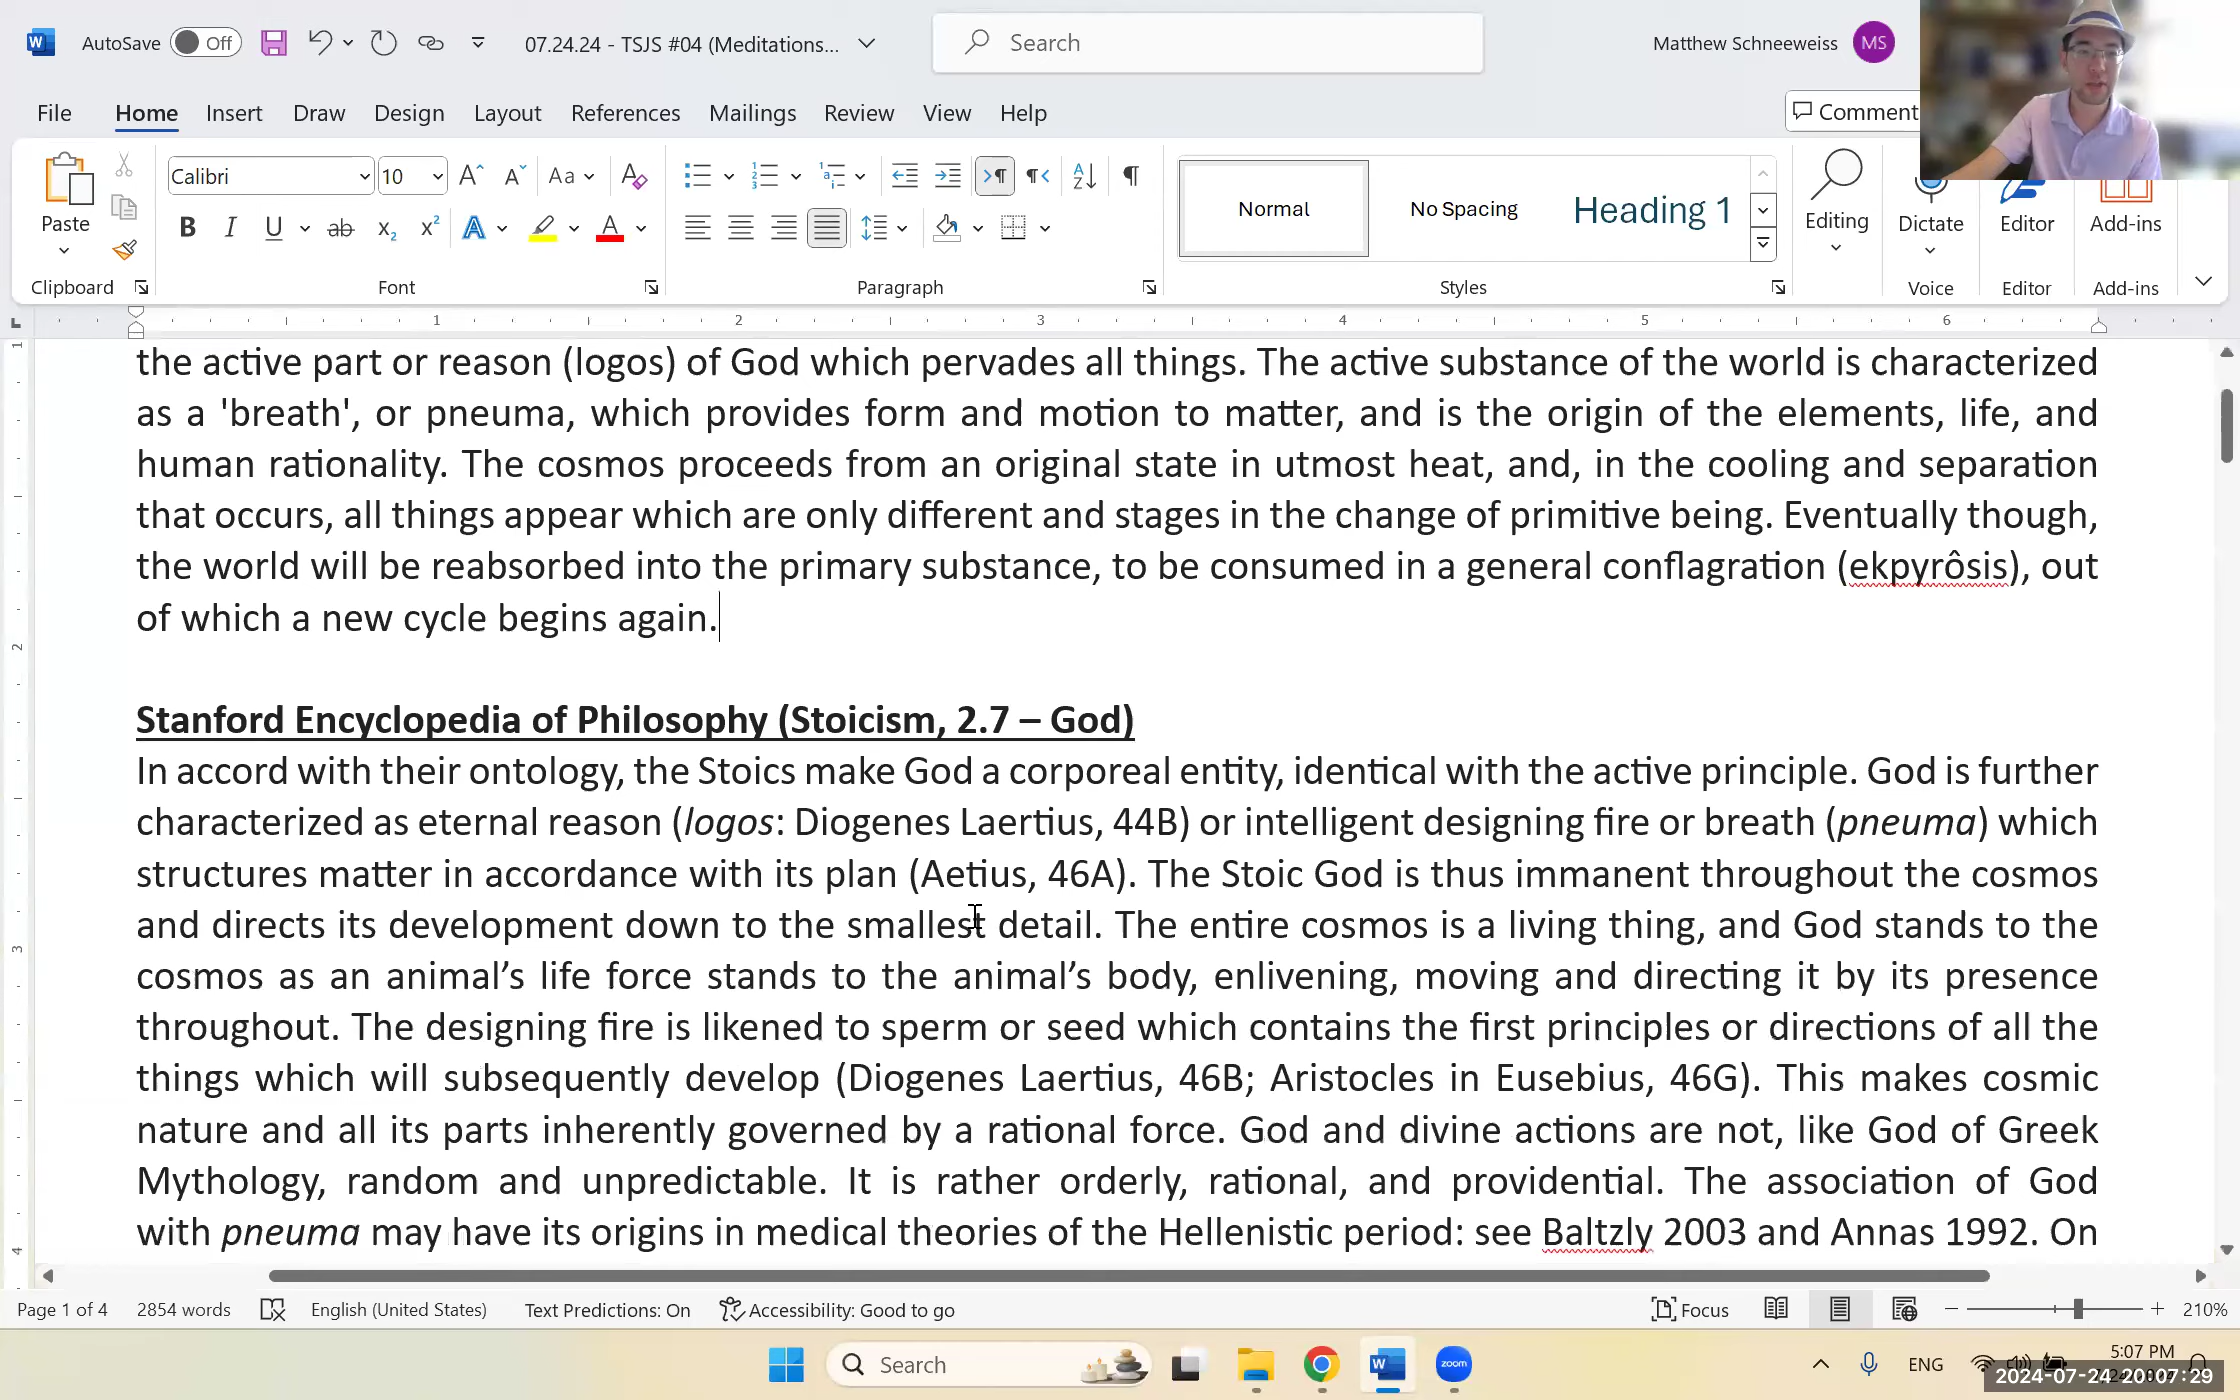 AutoSave Off 07.24.24 - TSJS #04 (Meditations... Search Matthew Schneeweiss MS
File Home Insert Draw Design Layout References Mailings Review View Help Comment
Paste Calibri 10 Normal No Spacing Heading 1 Editing Dictate Editor Add-ins
Clipboard Font Paragraph Styles Voice Editor Add-ins
1 2 3 4 5 6
the active part or reason (logos) of God which pervades all things. The active substance of the world is characterized
as a 'breath', or pneuma, which provides form and motion to matter, and is the origin of the elements, life, and
human rationality. The cosmos proceeds from an original state in utmost heat, and, in the cooling and separation
that occurs, all things appear which are only different and stages in the change of primitive being. Eventually though,
the world will be reabsorbed into the primary substance, to be consumed in a general conflagration (ekpyrôsis), out
of which a new cycle begins again.
Stanford Encyclopedia of Philosophy (Stoicism, 2.7 – God)
In accord with their ontology, the Stoics make God a corporeal entity, identical with the active principle. God is further
characterized as eternal reason (logos: Diogenes Laertius, 44B) or intelligent designing fire or breath (pneuma) which
structures matter in accordance with its plan (Aetius, 46A). The Stoic God is thus immanent throughout the cosmos
and directs its development down to the smallest detail. The entire cosmos is a living thing, and God stands to the
cosmos as an animal’s life force stands to the animal’s body, enlivening, moving and directing it by its presence
throughout. The designing fire is likened to sperm or seed which contains the first principles or directions of all the
things which will subsequently develop (Diogenes Laertius, 46B; Aristocles in Eusebius, 46G). This makes cosmic
nature and all its parts inherently governed by a rational force. God and divine actions are not, like God of Greek
Mythology, random and unpredictable. It is rather orderly, rational, and providential. The association of God
with pneuma may have its origins in medical theories of the Hellenistic period: see Baltzly 2003 and Annas 1992. On
Page 1 of 4 2854 words English (United States) Text Predictions: On Accessibility: Good to go Focus 210%
Search zoom ENG 5:07 PM
2024-07-24 20:07:29